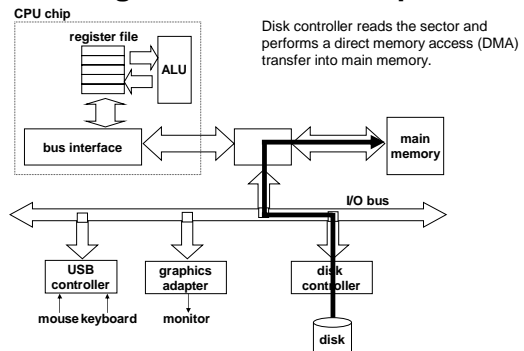 CPU chip
register file
ALU
Disk controller reads the sector and
performs a direct memory access (DMA)
transfer into main memory.
bus interface
main
memory
I/O bus
USB
controller
graphics
adapter
disk
controller
mouse keyboard
monitor
disk